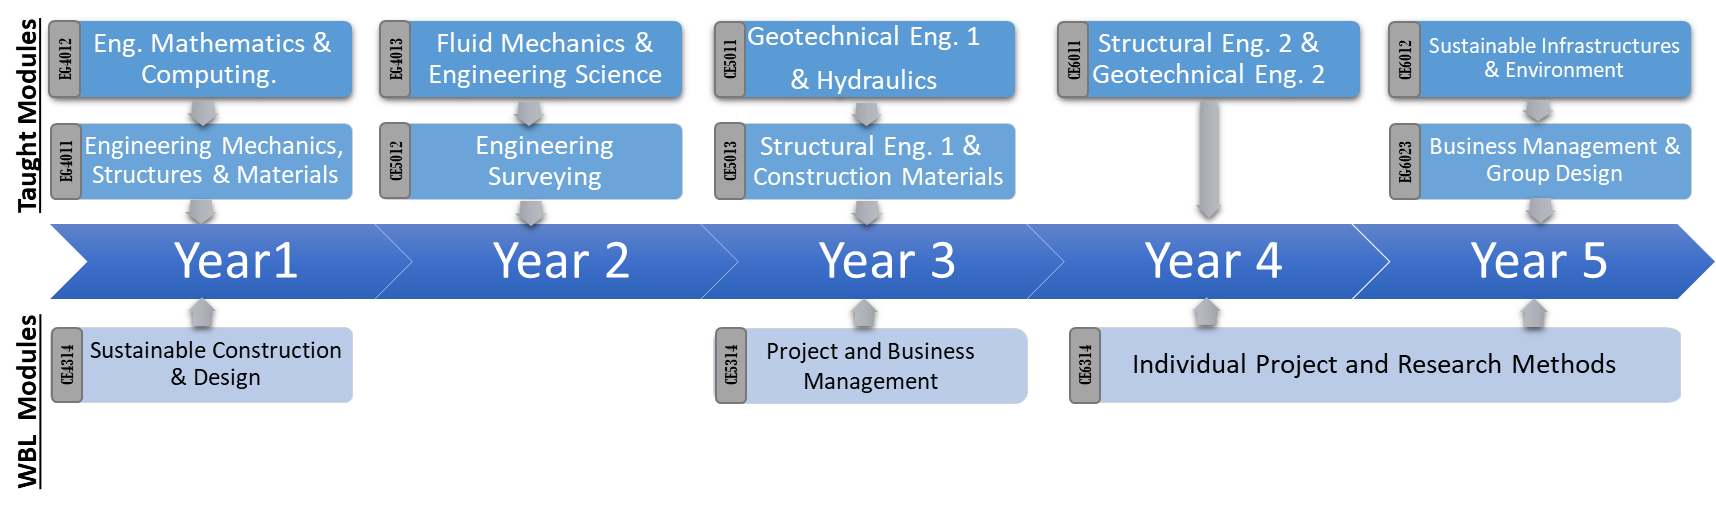 Taught Modules
EG4012
Eng. Mathematics &
Computing.
EG4013
Fluid Mechanics &
Engineering Science
CE5011
Geotechnical Eng. 1
& Hydraulics
CE6011
Structural Eng. 2 &
Geotechnical Eng. 2
CE6012
Sustainable Infrastructures
& Environment
EG4011
Engineering Mechanics,
Structures & Materials
CE5012
Engineering
Surveying
CE5013
Structural Eng. 1 &
Construction Materials
EG6023
Business Management &
Group Design
Year1
Year 2
Year 3
Year 4
Year 5
WBL Modules
CE4314
Sustainable Construction
& Design
CE5314
Project and Business
Management
CE6314
Individual Project and Research Methods